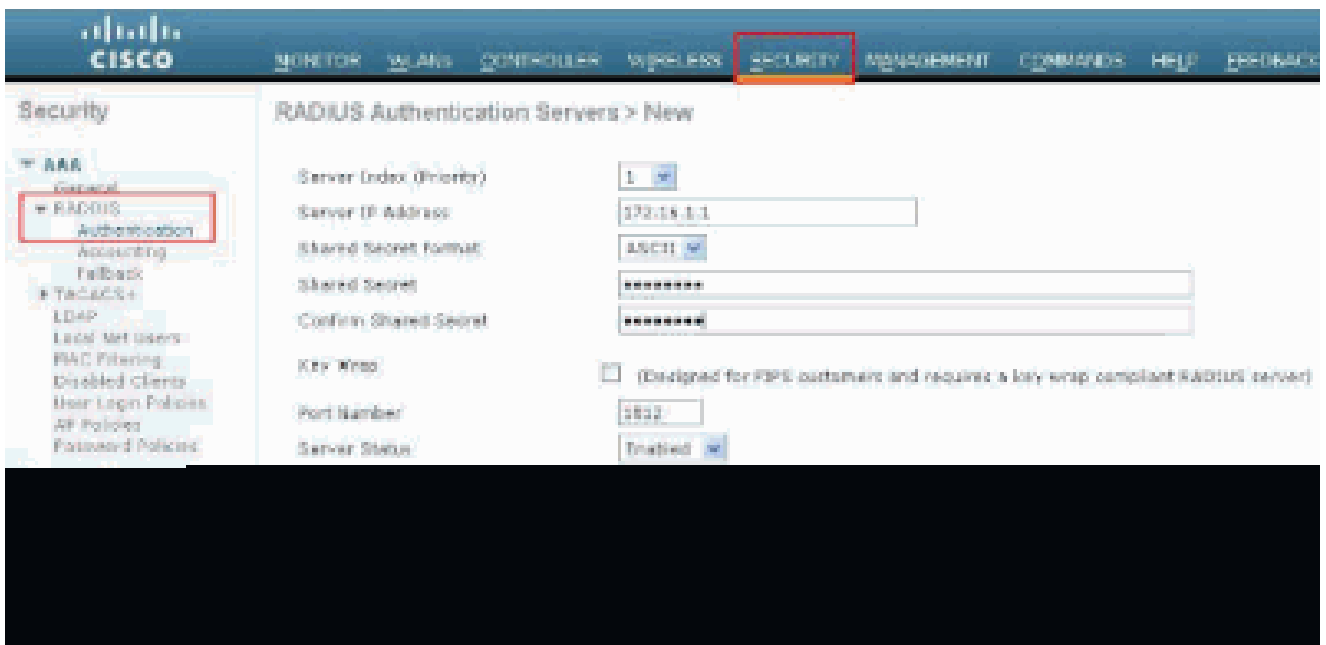 CISCO
MONITOR WLANs CONTROLLER WIRELESS SECURITY MANAGEMENT COMMANDS HELP FEEDBACK
Security
AAA
General
RADIUS
Authentication
Accounting
Fallback
TACACS+
LDAP
Local Net Users
MAC Filtering
Disabled Clients
User Login Policies
AP Policies
Password Policies
RADIUS Authentication Servers > New
Server Index (Priority) 1
Server IP Address 172.16.1.1
Shared Secret Format ASCII
Shared Secret ••••••••
Confirm Shared Secret ••••••••
Key Wrap (Designed for FIPS customers and requires a key wrap compliant RADIUS server)
Port Number 1812
Server Status Enabled